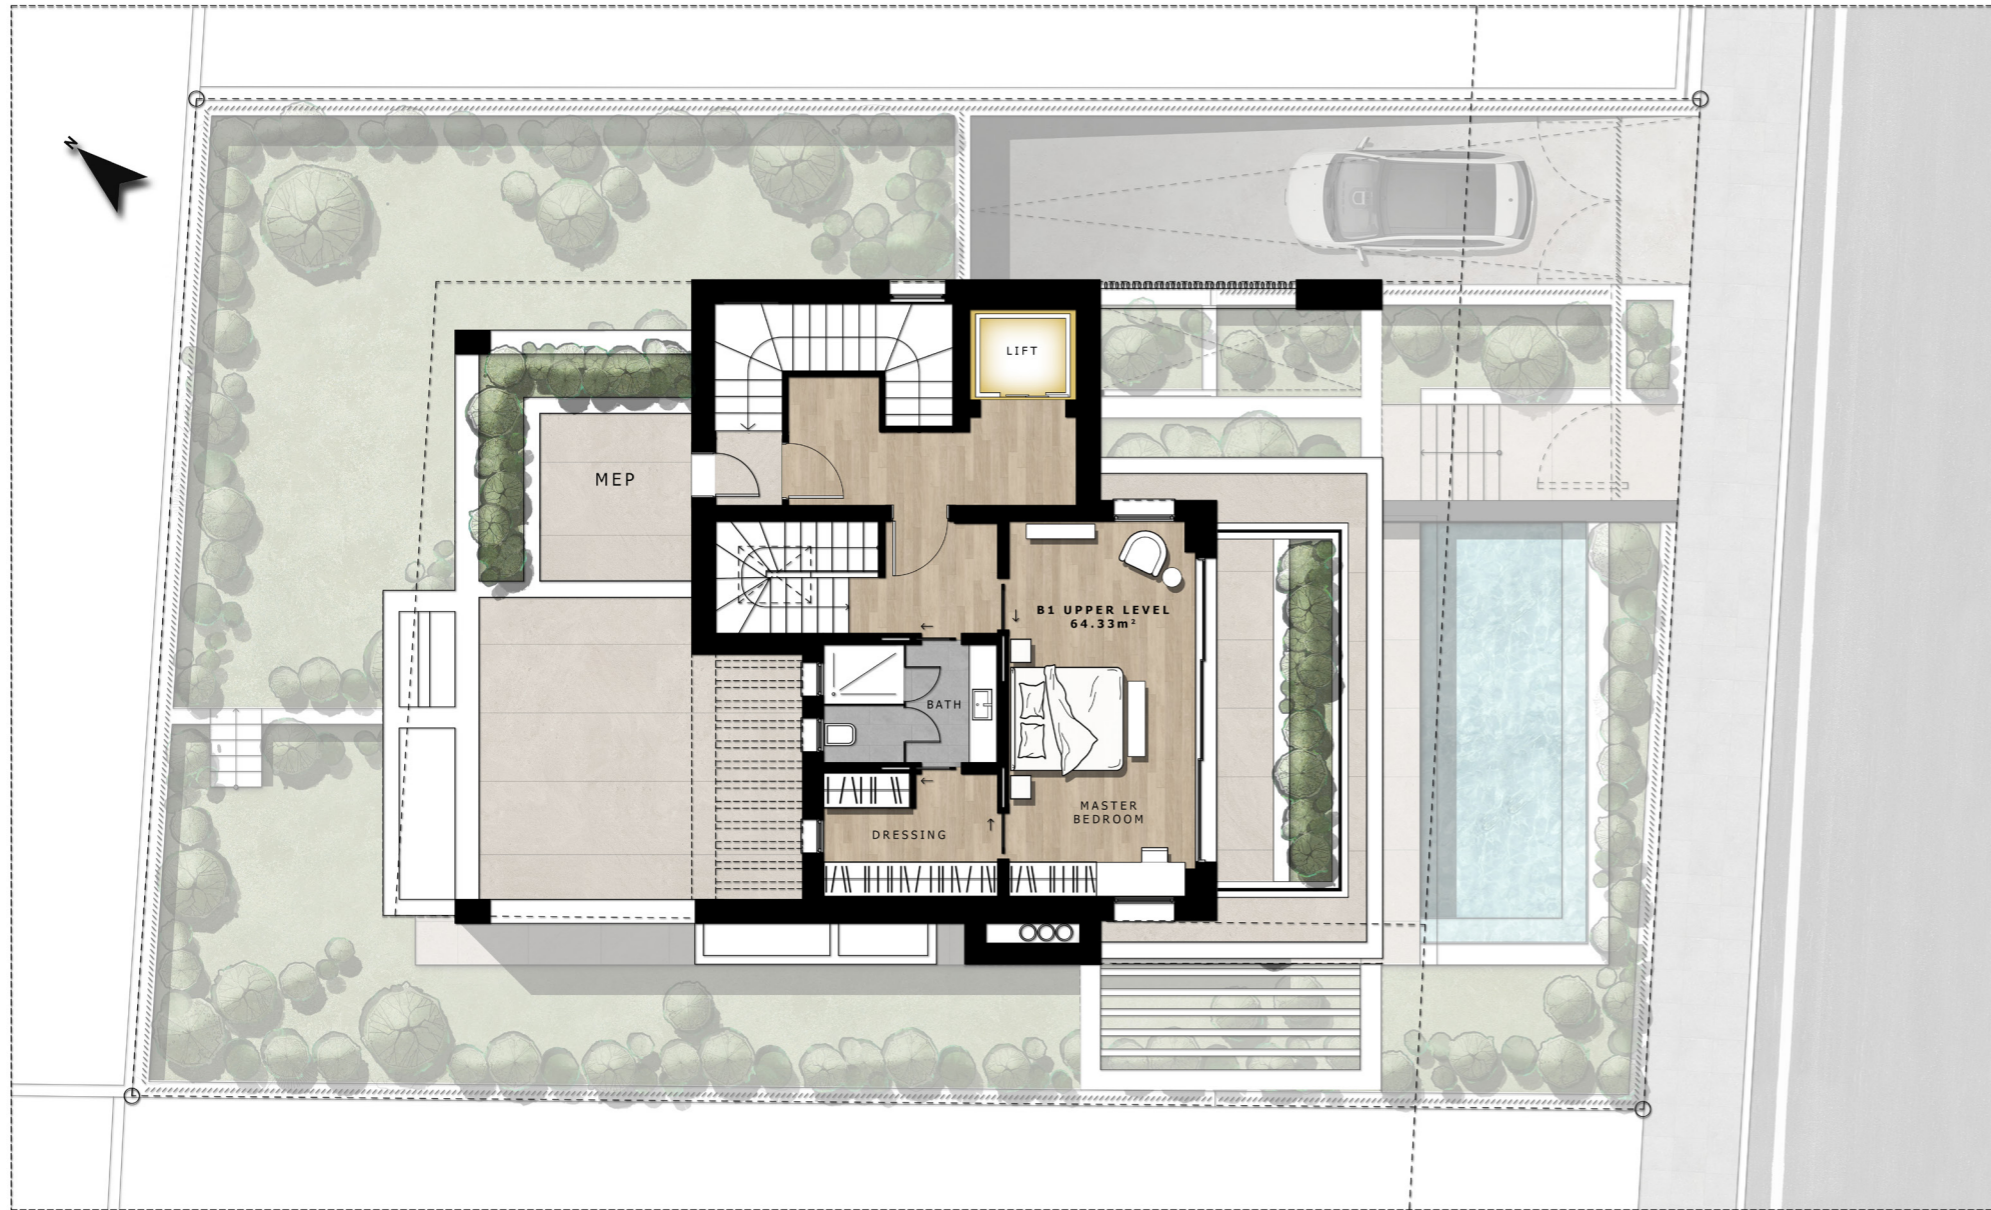 N
LIFT
MEP
B1 UPPER LEVEL
64.33m²
BATH
MASTER
BEDROOM
DRESSING